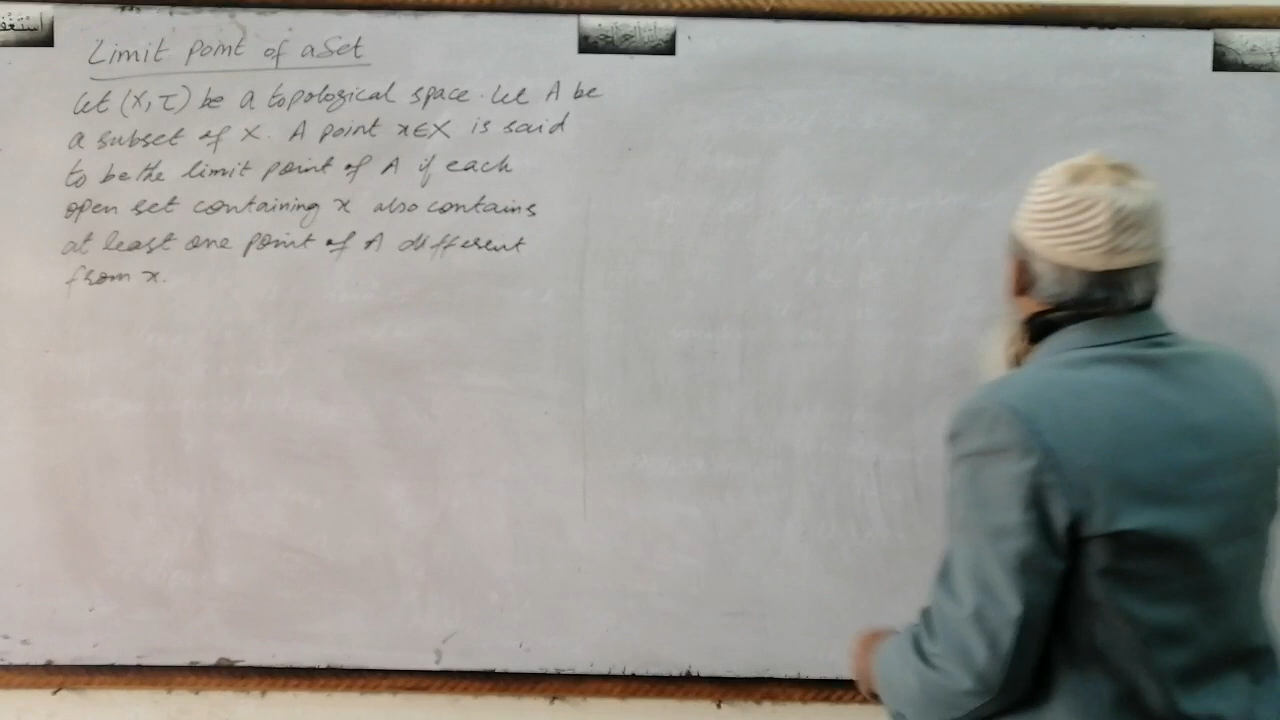 Limit point of a Set
Let (X, τ) be a topological space. Let A be
a subset of X. A point x∈X is said
to be the limit point of A if each
open set containing x also contains
at least one point of A different
from x.